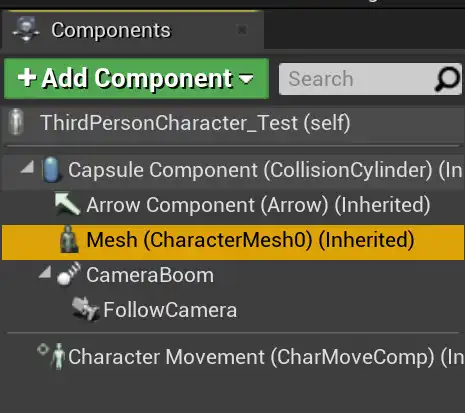 Components
+ Add Component
Search
ThirdPersonCharacter_Test (self)
Capsule Component (CollisionCylinder) (In
Arrow Component (Arrow) (Inherited)
Mesh (CharacterMesh0) (Inherited)
CameraBoom
FollowCamera
Character Movement (CharMoveComp) (In